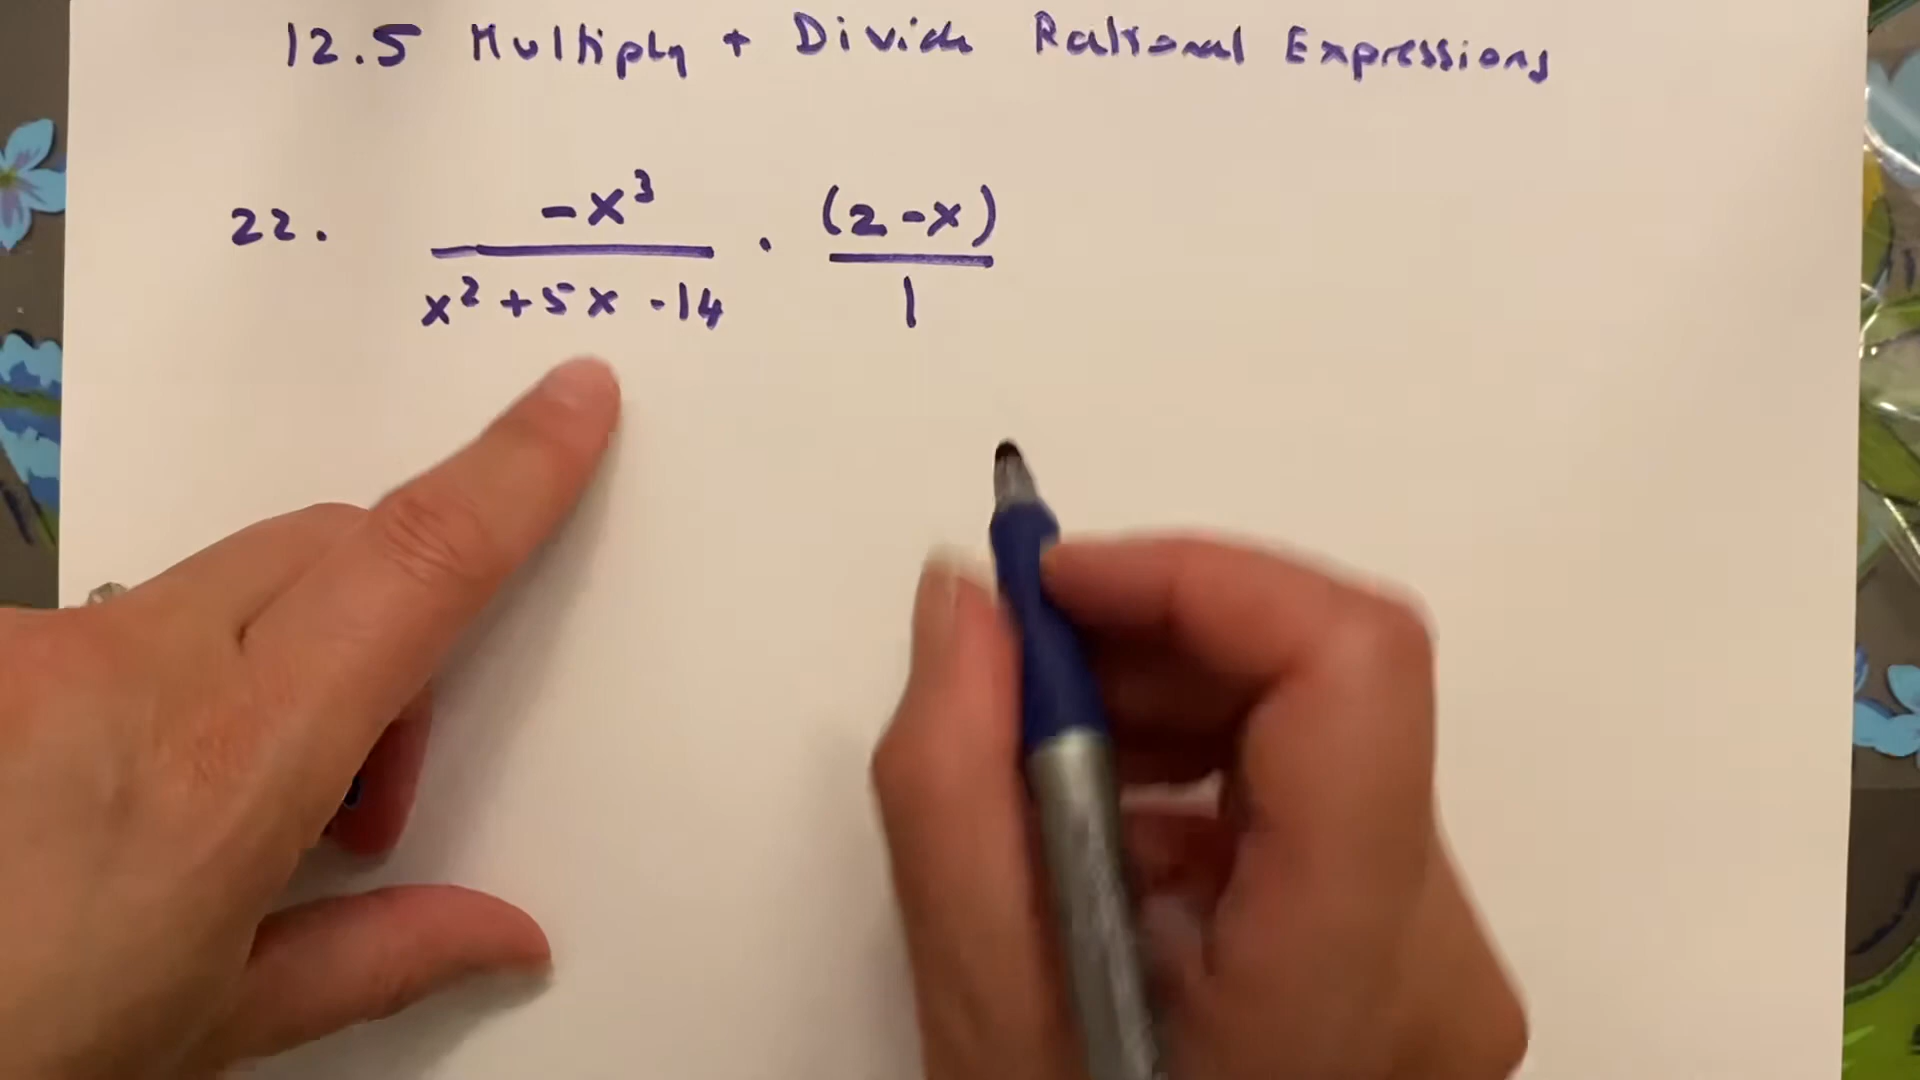 12.5 Multiply + Divide Rational Expressions
22. -x³ / x² + 5x - 14 · (2 - x) / 1